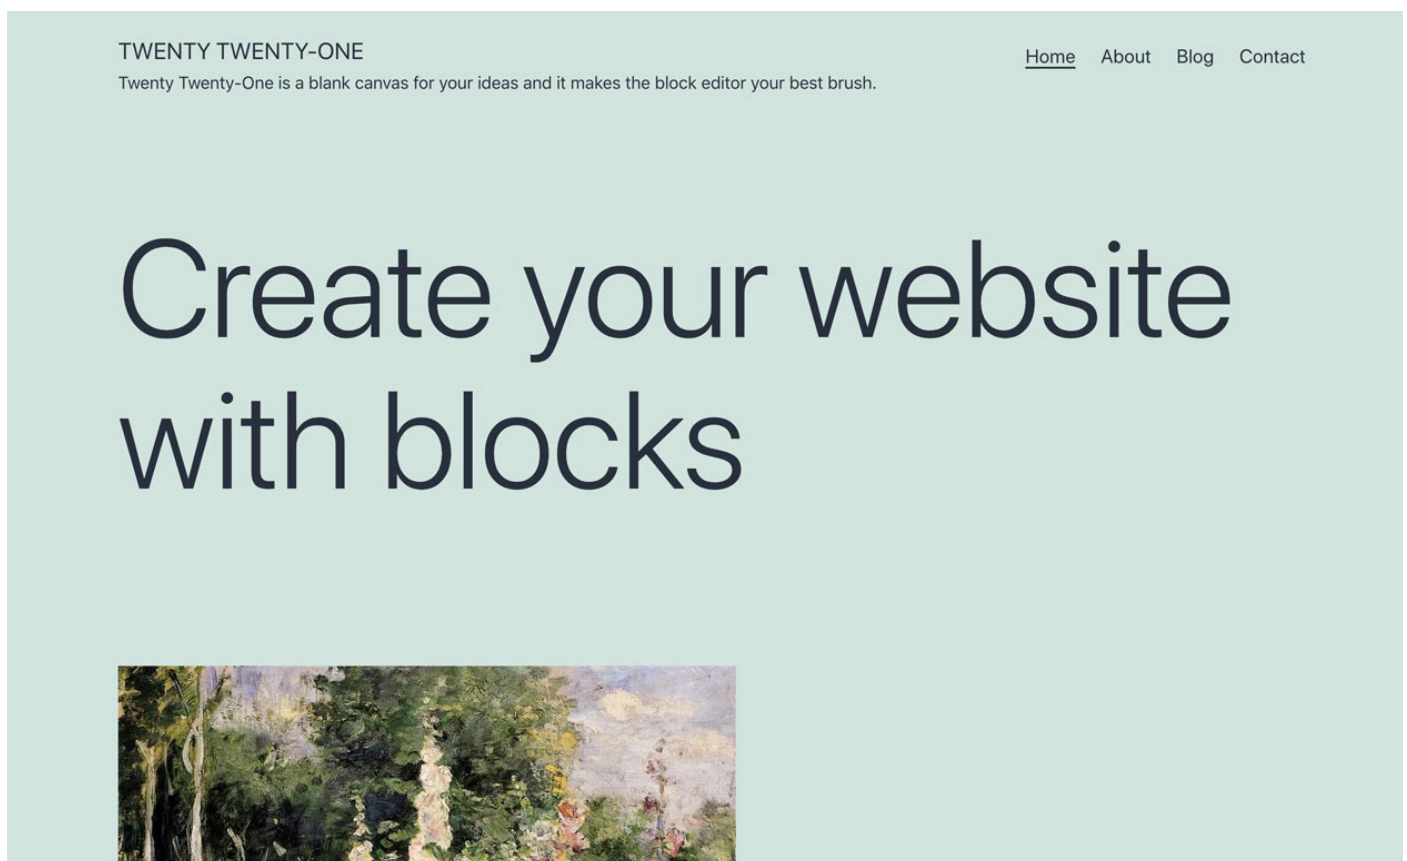 TWENTY TWENTY-ONE
Twenty Twenty-One is a blank canvas for your ideas and it makes the block editor your best brush.
Home About Blog Contact
Create your website
with blocks